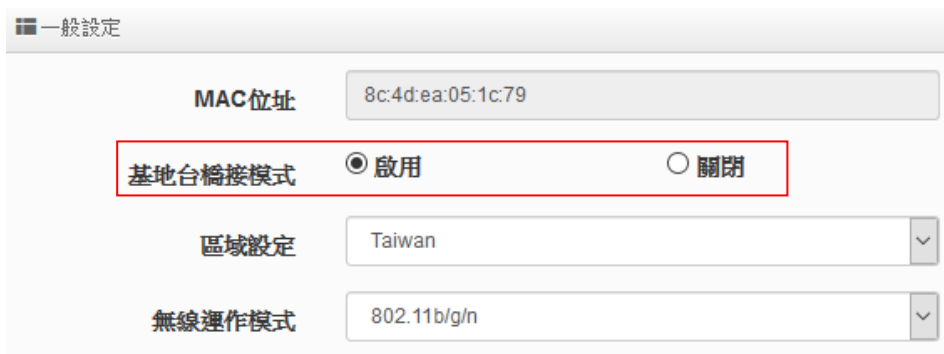 一般設定
MAC位址 8c:4d:ea:05:1c:79
基地台橋接模式 啟用 關閉
區域設定 Taiwan
無線運作模式 802.11b/g/n